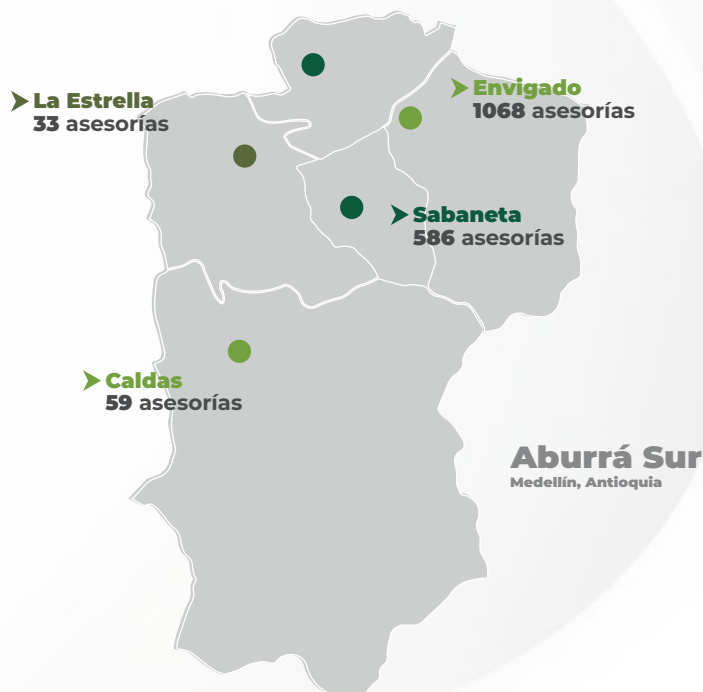 La Estrella
33 asesorías
Envigado
1068 asesorías
Sabaneta
586 asesorías
Caldas
59 asesorías
Aburrá Sur
Medellín, Antioquia